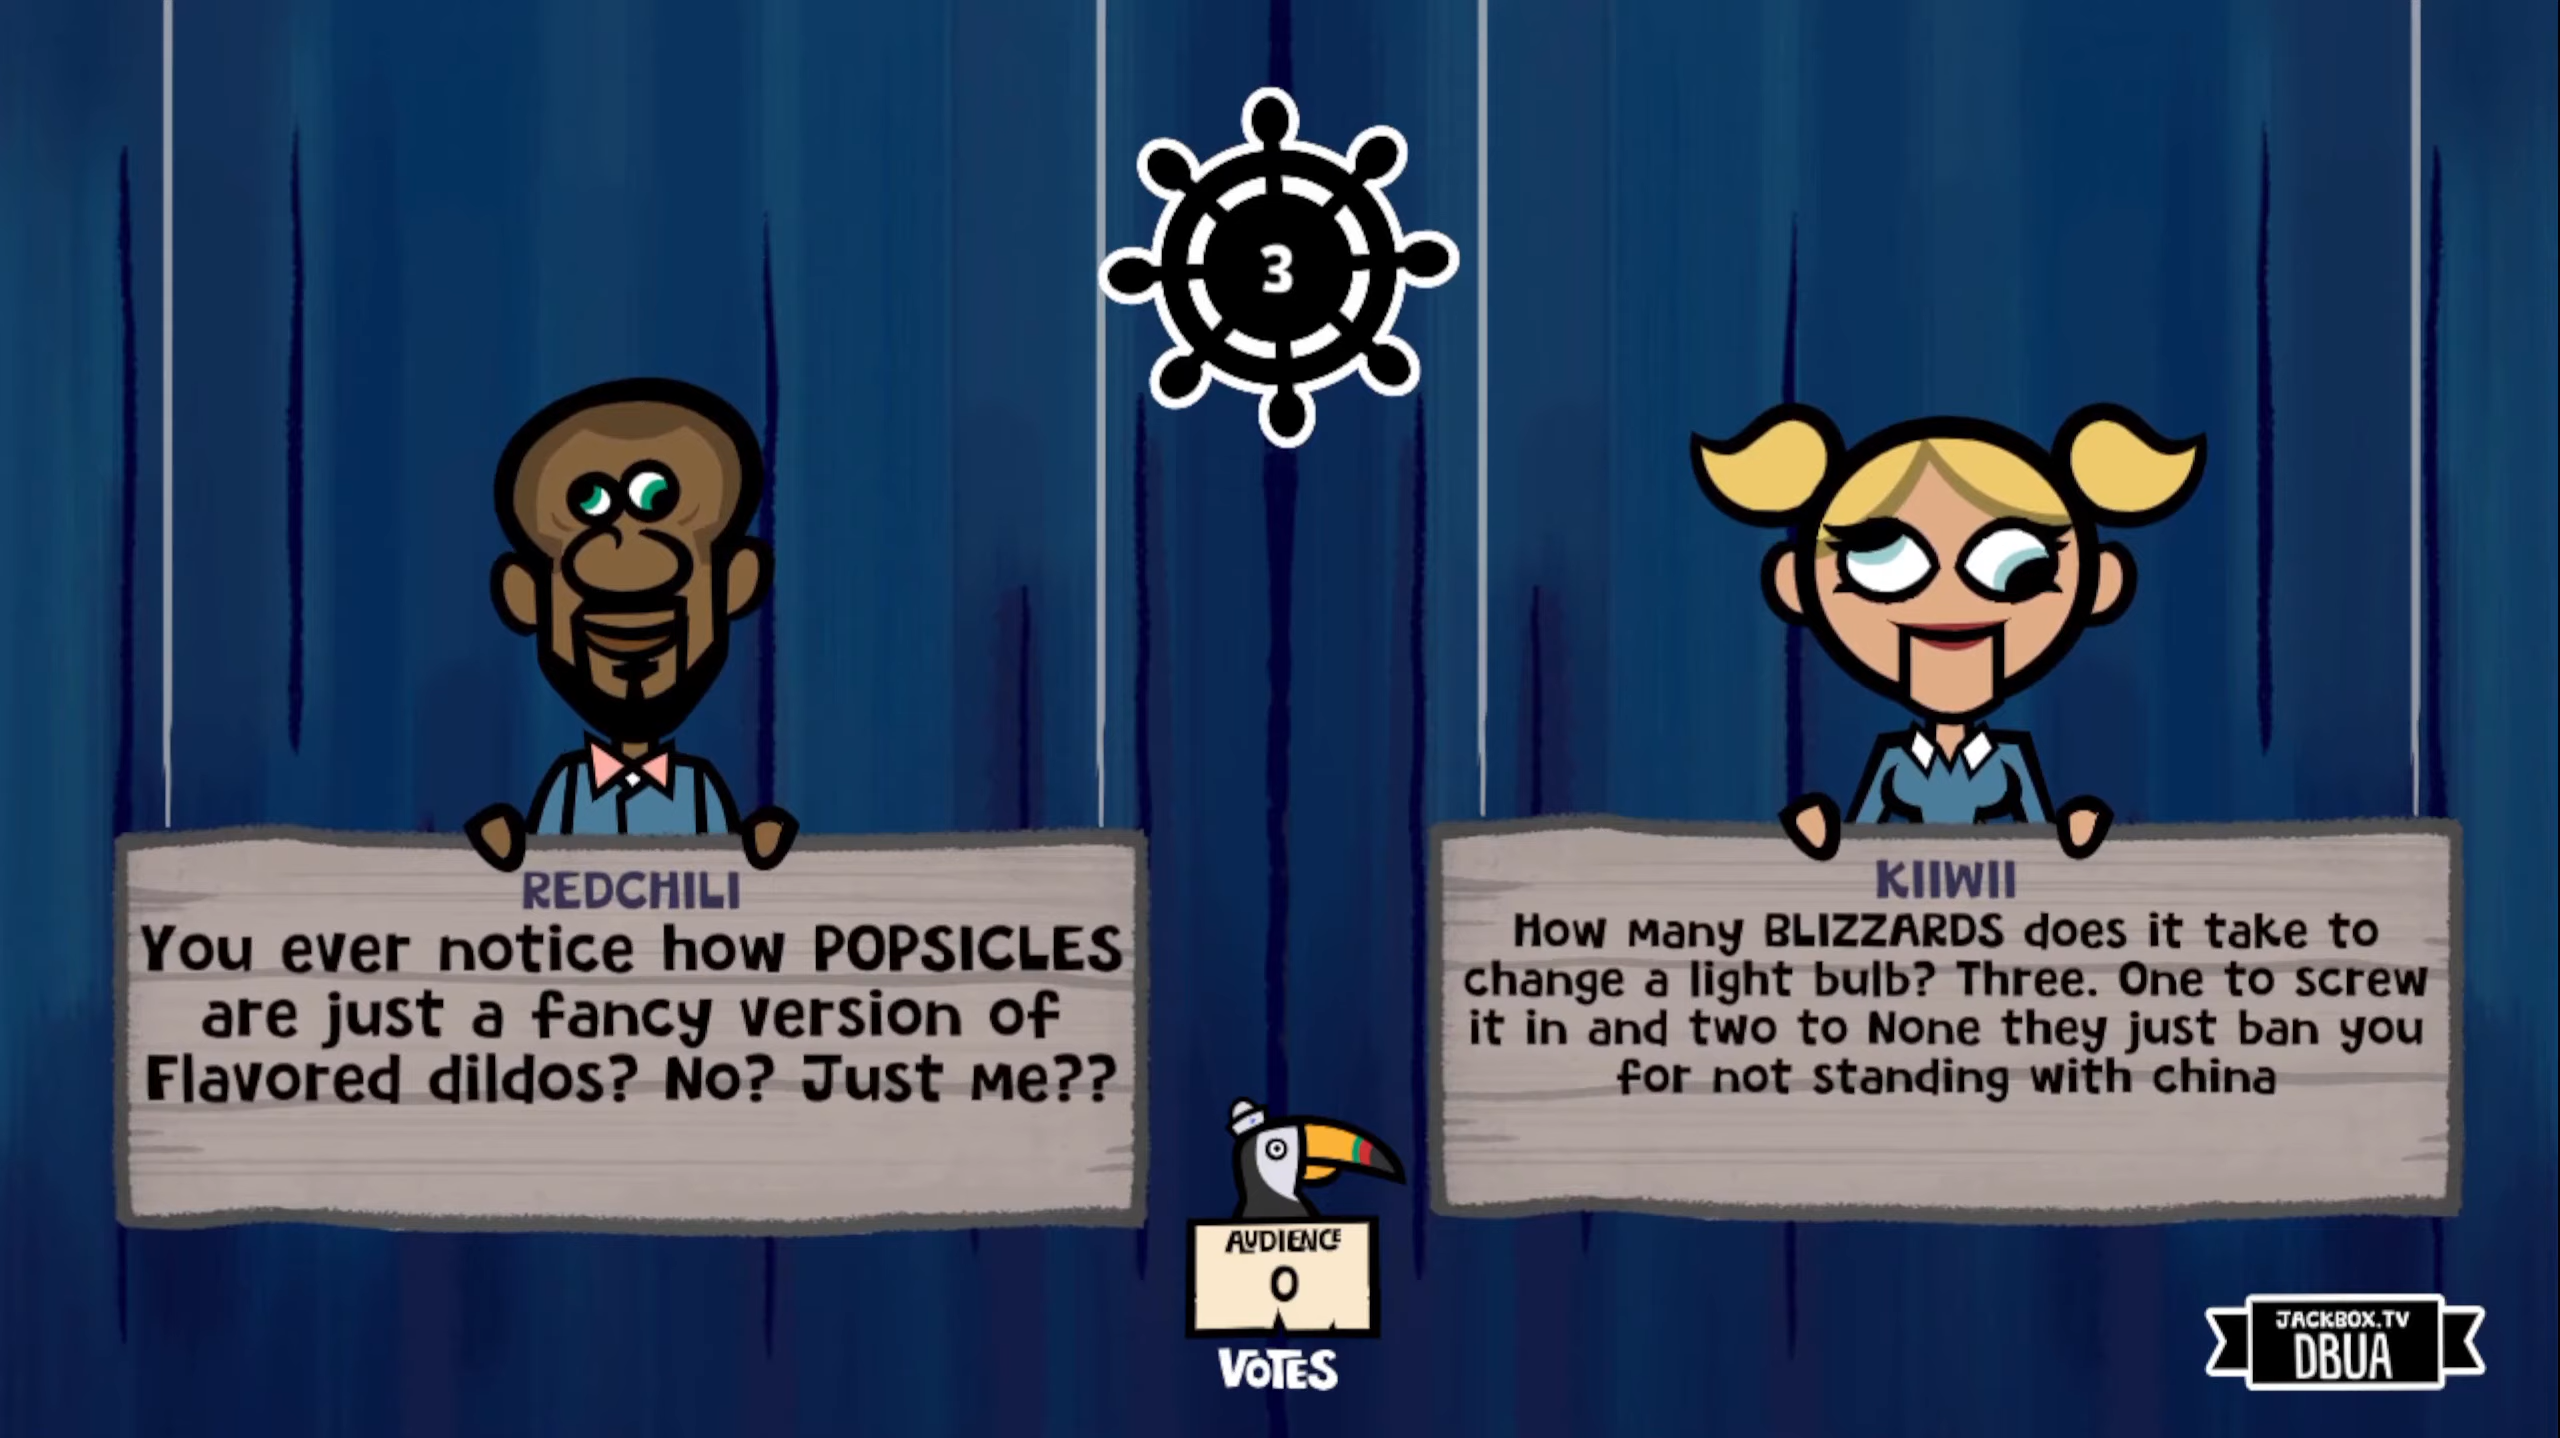 3
REDCHILI
You ever notice how POPSICLES
are just a fancy version of
Flavored dildos? No? Just me??
KIIWII
How many BLIZZARDS does it take to
change a light bulb? Three. One to screw
it in and two to None they just ban you
for not standing with china
AUDIENCE
0
VOTES
JACKBOX.TV
DBUA